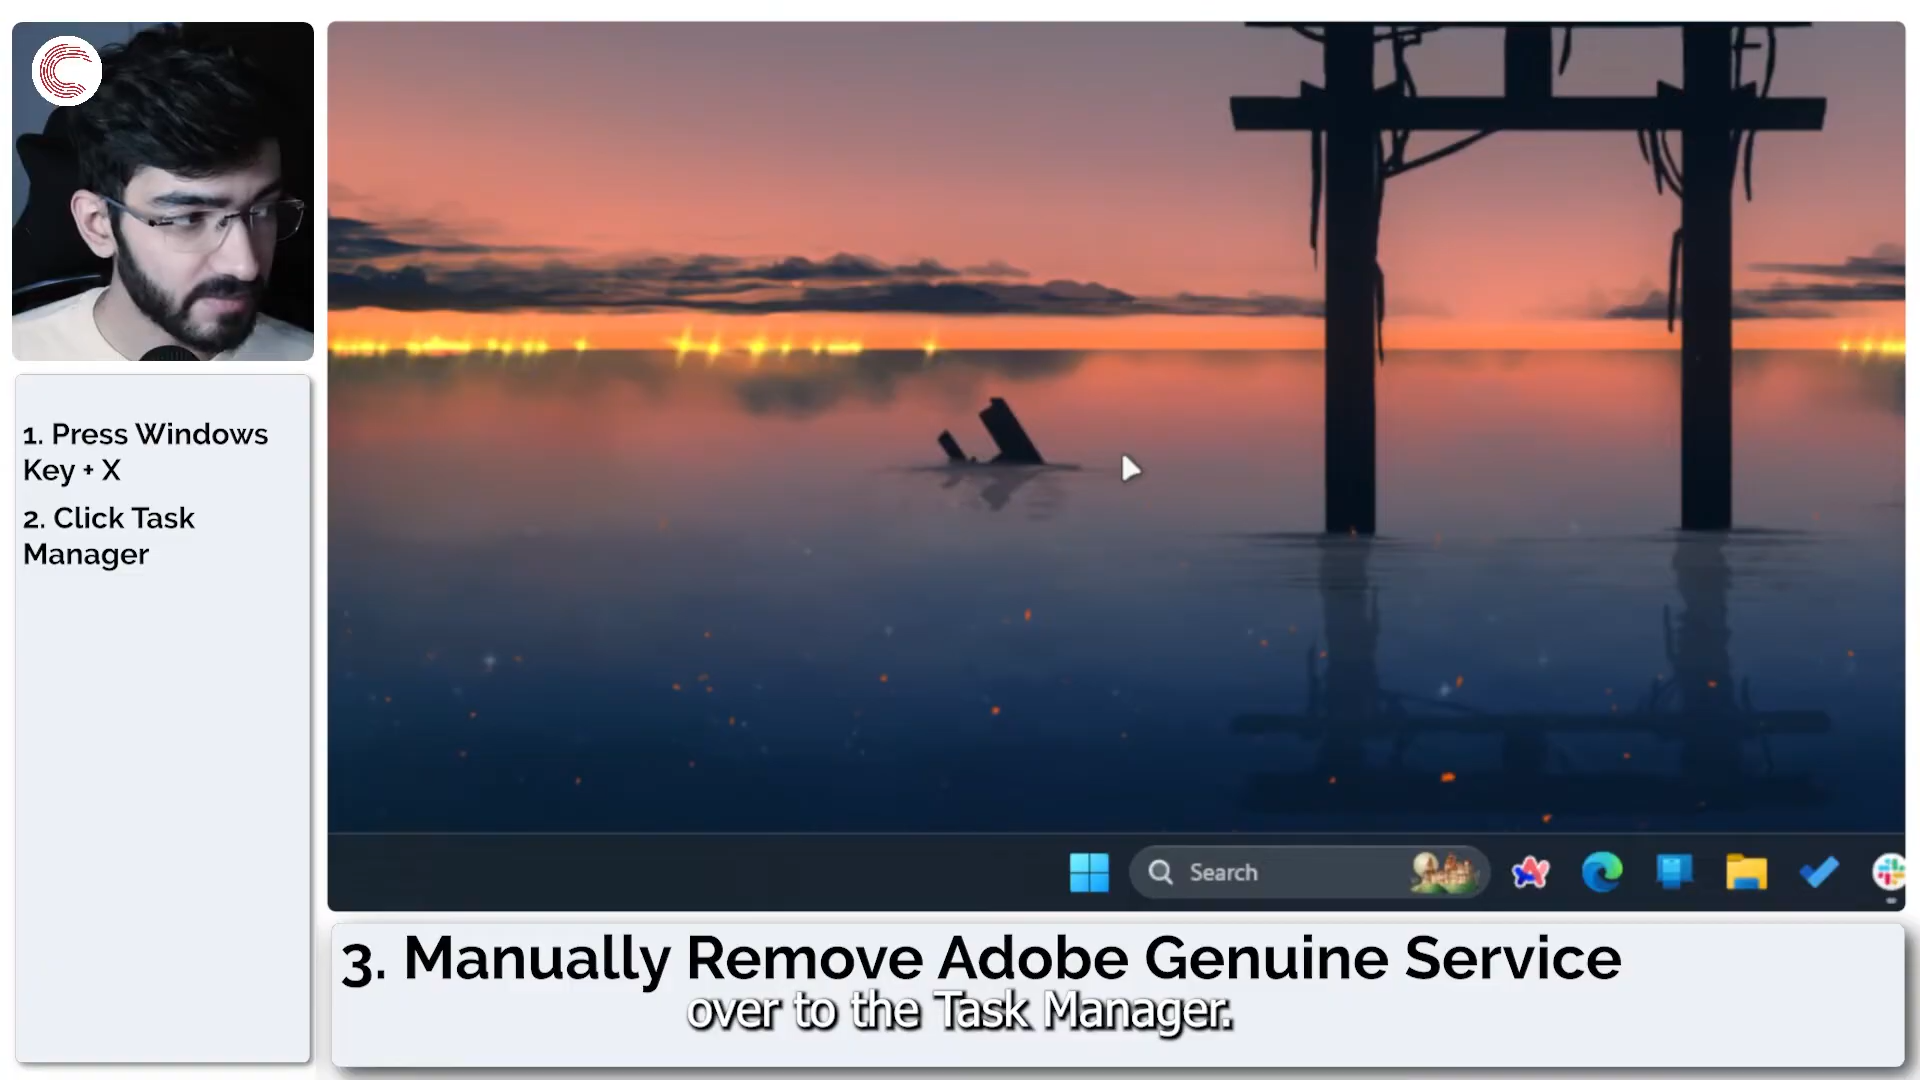 1. Press Windows
Key + X
2. Click Task
Manager
Search
3. Manually Remove Adobe Genuine Service
over to the Task Manager.